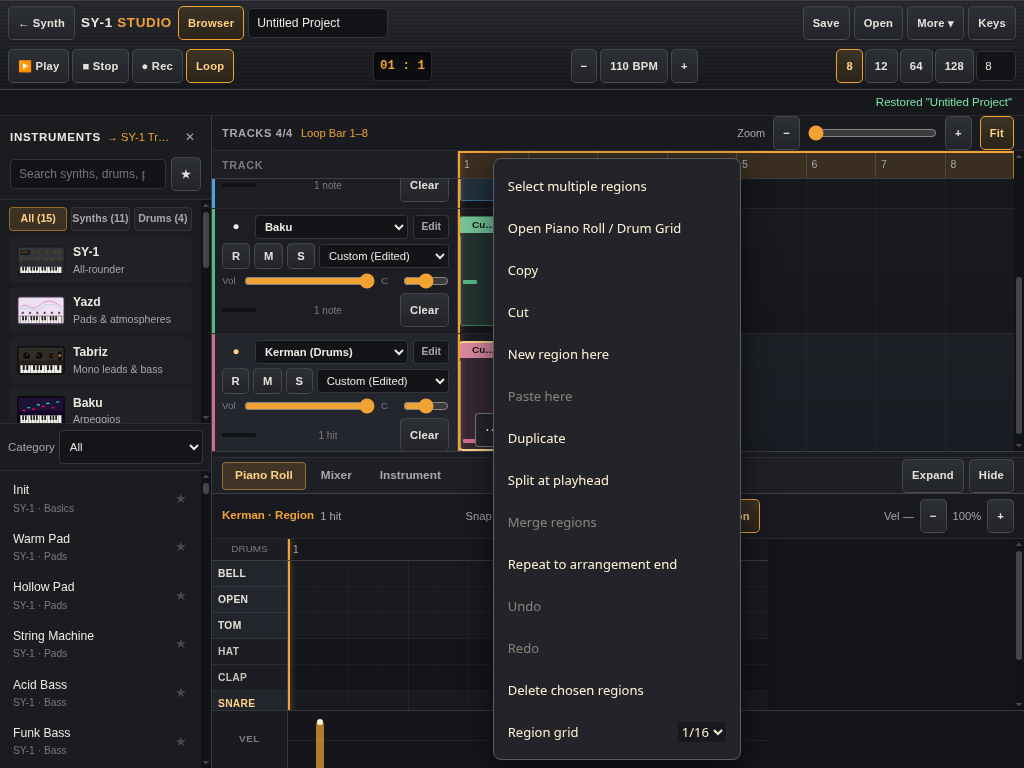 ← Synth SY-1 STUDIO Browser Untitled Project Save Open More ▾ Keys
▶ Play ■ Stop ● Rec Loop 01 : 1 − 110 BPM + 8 12 64 128 8
Restored "Untitled Project"
INSTRUMENTS → SY-1 Tr… ✕
Search synths, drums, p ★
All (15) Synths (11) Drums (4)
SY-1
All-rounder
Yazd
Pads & atmospheres
Tabriz
Mono leads & bass
Baku
Arpeggios
Category All
Init
SY-1 · Basics
Warm Pad
SY-1 · Pads
Hollow Pad
SY-1 · Pads
String Machine
SY-1 · Pads
Acid Bass
SY-1 · Bass
Funk Bass
SY-1 · Bass
TRACKS 4/4 Loop Bar 1–8 Zoom − + Fit
TRACK 1 5 6 7 8
1 note Clear
● Baku Edit
R M S Custom (Edited)
Vol C
1 note Clear
Cu…
● Kerman (Drums) Edit
R M S Custom (Edited)
Vol C
1 hit Clear
Cu…
Piano Roll Mixer Instrument Expand Hide
Kerman · Region 1 hit Snap Vel — − 100% +
DRUMS 1
BELL
OPEN
TOM
HAT
CLAP
SNARE
VEL
Select multiple regions
Open Piano Roll / Drum Grid
Copy
Cut
New region here
Paste here
Duplicate
Split at playhead
Merge regions
Repeat to arrangement end
Undo
Redo
Delete chosen regions
Region grid 1/16